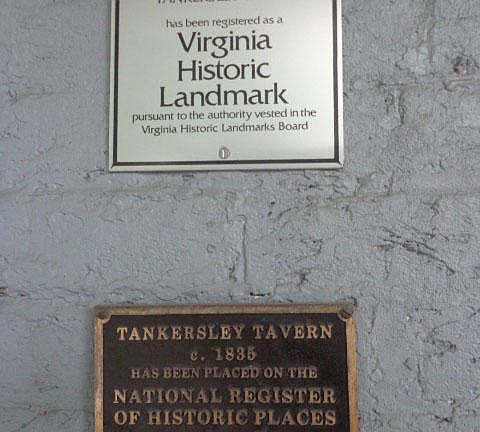 has been registered as a
Virginia
Historic
Landmark
pursuant to the authority vested in the
Virginia Historic Landmarks Board
TANKERSLEY TAVERN
c. 1835
HAS BEEN PLACED ON THE
NATIONAL REGISTER
OF HISTORIC PLACES